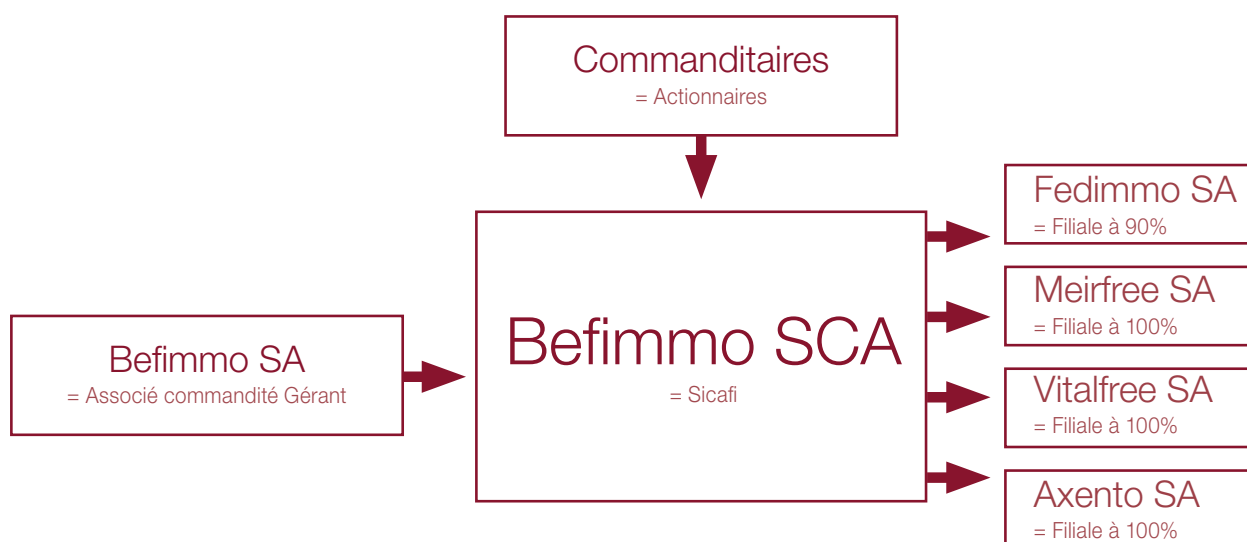 Commanditaires
= Actionnaires
Fedimmo SA
= Filiale à 90%
Meirfree SA
= Filiale à 100%
Befimmo SA
= Associé commandité Gérant
Befimmo SCA
= Sicafi
Vitalfree SA
= Filiale à 100%
Axento SA
= Filiale à 100%